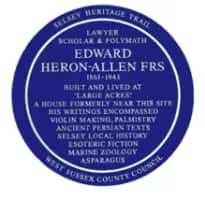 SELSEY HERITAGE TRAIL
LAWYER
SCHOLAR & POLYMATH
EDWARD
HERON-ALLEN FRS
1861-1943
BUILT AND LIVED AT
'LARGE ACRES'
A HOUSE FORMERLY NEAR THIS SITE
HIS WRITINGS ENCOMPASSED
VIOLIN MAKING, PALMISTRY
ANCIENT PERSIAN TEXTS
SELSEY LOCAL HISTORY
ESOTERIC FICTION
MARINE ZOOLOGY
ASPARAGUS
WEST SUSSEX COUNTY COUNCIL